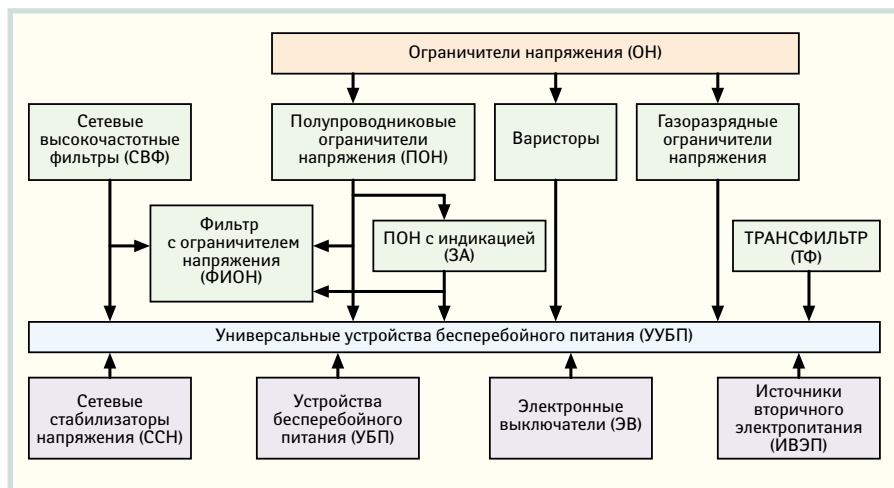 Ограничители напряжения (ОН)
Сетевые
высокочастотные
фильтры (СВФ)
Полупроводниковые
ограничители
напряжения (ПОН)
Варисторы
Газоразрядные
ограничители
напряжения
Фильтр
с ограничителем
напряжения
(ФИОН)
ПОН с индикацией
(ЗА)
ТРАНСФИЛЬТР
(ТФ)
Универсальные устройства бесперебойного питания (УУБП)
Сетевые
стабилизаторы
напряжения (ССН)
Устройства
бесперебойного
питания (УБП)
Электронные
выключатели (ЭВ)
Источники
вторичного
электропитания
(ИВЭП)